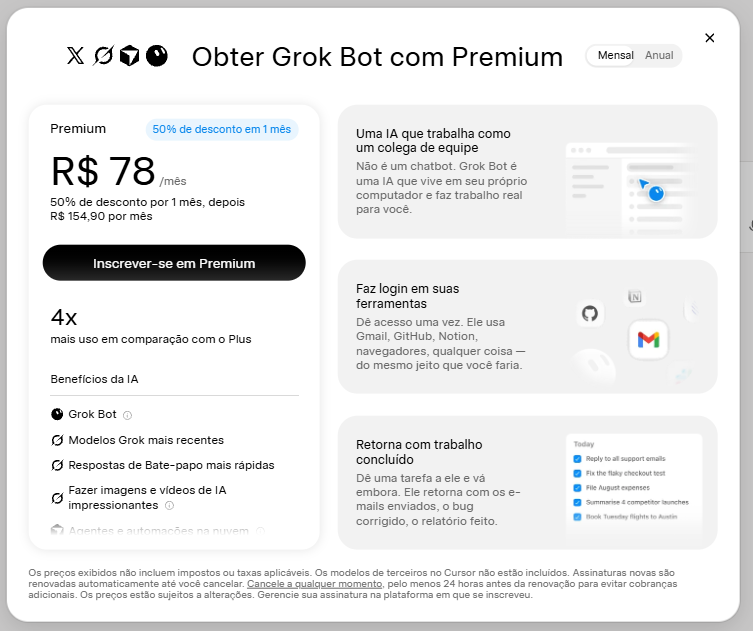 Obter Grok Bot com Premium
Mensal
Anual
Premium
50% de desconto em 1 mês
R$ 78 /mês
50% de desconto por 1 mês, depois
R$ 154,90 por mês
Inscrever-se em Premium
4x
mais uso em comparação com o Plus
Benefícios da IA
Grok Bot
Modelos Grok mais recentes
Respostas de Bate-papo mais rápidas
Fazer imagens e vídeos de IA
impressionantes
Agentes e automações na nuvem
Uma IA que trabalha como
um colega de equipe
Não é um chatbot. Grok Bot é
uma IA que vive em seu próprio
computador e faz trabalho real
para você.
Faz login em suas
ferramentas
Dê acesso uma vez. Ele usa
Gmail, GitHub, Notion,
navegadores, qualquer coisa —
do mesmo jeito que você faria.
Retorna com trabalho
concluído
Dê uma tarefa a ele e vá
embora. Ele retorna com os e-
mails enviados, o bug
corrigido, o relatório feito.
Today
Reply to all support emails
Fix the flaky checkout test
File August expenses
Summarise 4 competitor launches
Book Tuesday flights to Austin
Os preços exibidos não incluem impostos ou taxas aplicáveis. Os modelos de terceiros no Cursor não estão incluídos. Assinaturas novas são
renovadas automaticamente até você cancelar. Cancele a qualquer momento, pelo menos 24 horas antes da renovação para evitar cobranças
adicionais. Os preços estão sujeitos a alterações. Gerencie sua assinatura na plataforma em que se inscreveu.